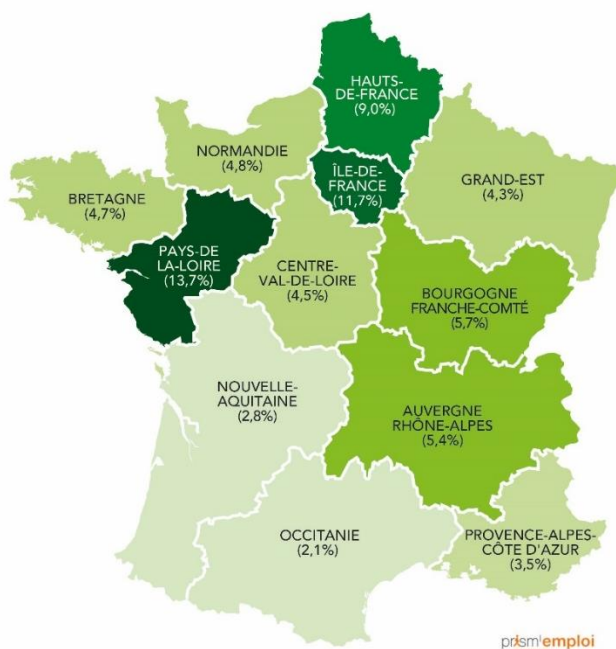 HAUTS-
DE-FRANCE
(9,0%)
NORMANDIE
(4,8%)
ÎLE-DE-
FRANCE
(11,7%)
GRAND-EST
(4,3%)
BRETAGNE
(4,7%)
PAYS-DE
LA-LOIRE
(13,7%)
CENTRE-
VAL-DE-LOIRE
(4,5%)
BOURGOGNE
FRANCHE-COMTÉ
(5,7%)
NOUVELLE-
AQUITAINE
(2,8%)
AUVERGNE
RHÔNE-ALPES
(5,4%)
OCCITANIE
(2,1%)
PROVENCE-ALPES-
CÔTE D'AZUR
(3,5%)
prism'emploi